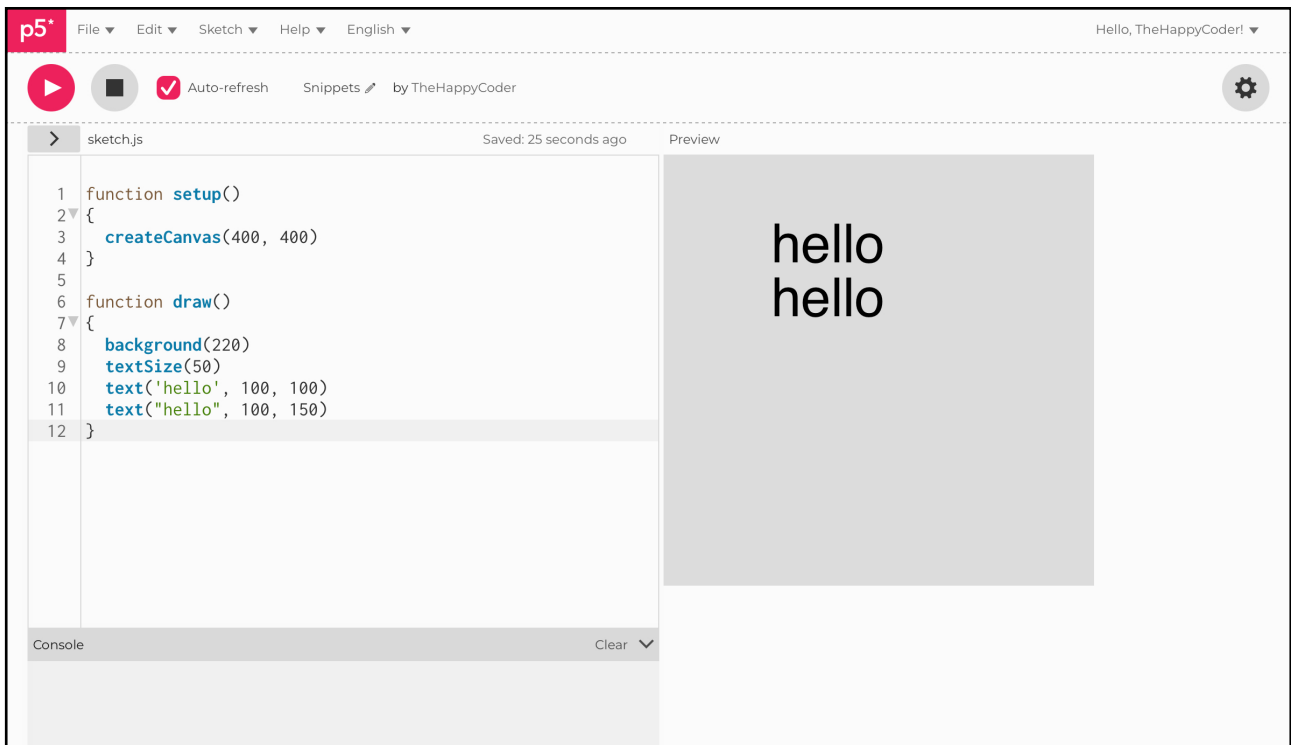 p5* File Edit Sketch Help English Hello, TheHappyCoder!
Auto-refresh Snippets by TheHappyCoder
sketch.js Saved: 25 seconds ago Preview
1 function setup()
2 {
3 createCanvas(400, 400)
4 }
5
6 function draw()
7 {
8 background(220)
9 textSize(50)
10 text('hello', 100, 100)
11 text("hello", 100, 150)
12 }
hello
hello
Console Clear